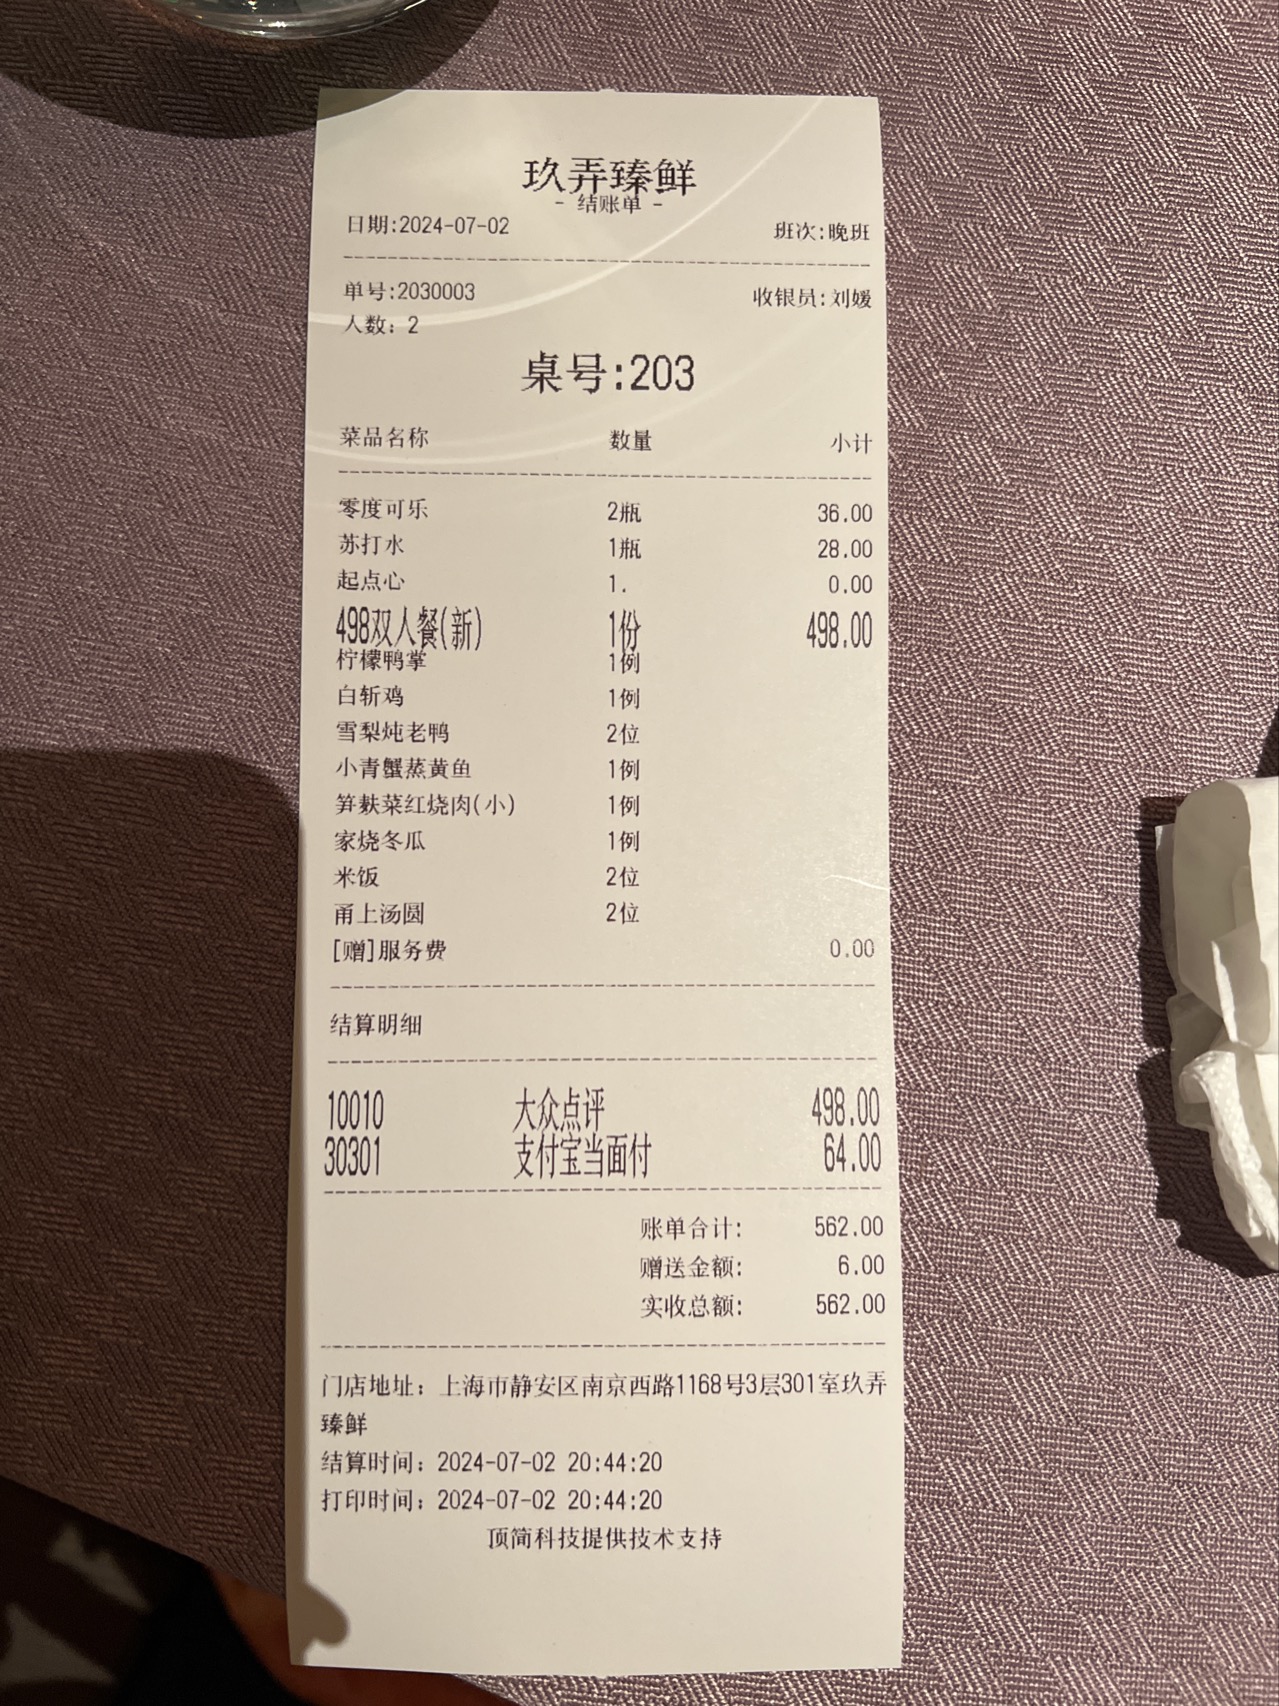 玖弄臻鲜
- 结账单 -
日期:2024-07-02 班次:晚班
单号:2030003 收银员:刘媛
人数: 2
桌号:203
菜品名称 数量 小计
零度可乐 2瓶 36.00
苏打水 1瓶 28.00
起点心 1. 0.00
498双人餐(新) 1份 498.00
柠檬鸭掌 1例
白斩鸡 1例
雪梨炖老鸭 2位
小青蟹蒸黄鱼 1例
笋麸菜红烧肉(小) 1例
家烧冬瓜 1例
米饭 2位
甬上汤圆 2位
[赠]服务费 0.00
结算明细
10010 大众点评 498.00
30301 支付宝当面付 64.00
账单合计: 562.00
赠送金额: 6.00
实收总额: 562.00
门店地址: 上海市静安区南京西路1168号3层301室玖弄
臻鲜
结算时间: 2024-07-02 20:44:20
打印时间: 2024-07-02 20:44:20
顶简科技提供技术支持